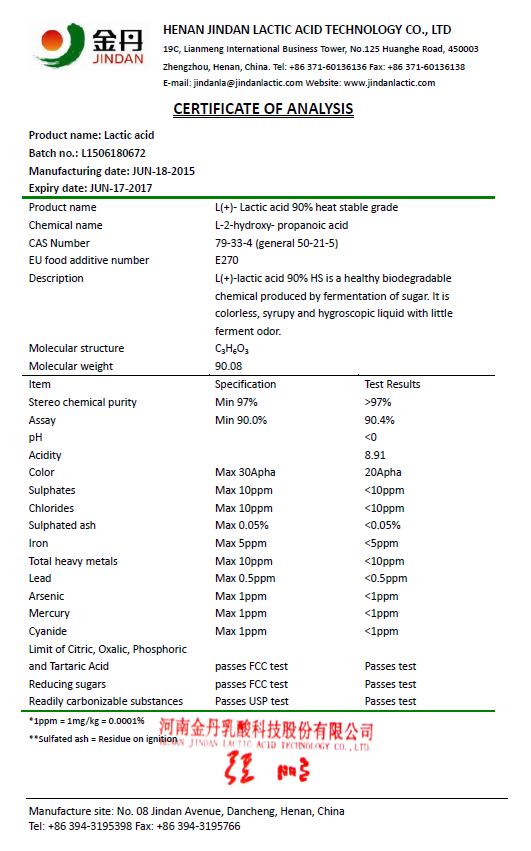 金丹
JINDAN
HENAN JINDAN LACTIC ACID TECHNOLOGY CO., LTD
19C, Lianmeng International Business Tower, No.125 Huanghe Road, 450003
Zhengzhou, Henan, China. Tel: +86 371-60136136 Fax: +86 371-60136138
E-mail: jindanla@jindanlactic.com Website: www.jindanlactic.com
CERTIFICATE OF ANALYSIS
Product name: Lactic acid
Batch no.: L1506180672
Manufacturing date: JUN-18-2015
Expiry date: JUN-17-2017
Product name L(+)- Lactic acid 90% heat stable grade
Chemical name L-2-hydroxy- propanoic acid
CAS Number 79-33-4 (general 50-21-5)
EU food additive number E270
Description L(+)-lactic acid 90% HS is a healthy biodegradable
chemical produced by fermentation of sugar. It is
colorless, syrupy and hygroscopic liquid with little
ferment odor.
Molecular structure C₃H₆O₃
Molecular weight 90.08
Item Specification Test Results
Stereo chemical purity Min 97% >97%
Assay Min 90.0% 90.4%
pH <0
Acidity 8.91
Color Max 30Apha 20Apha
Sulphates Max 10ppm <10ppm
Chlorides Max 10ppm <10ppm
Sulphated ash Max 0.05% <0.05%
Iron Max 5ppm <5ppm
Total heavy metals Max 10ppm <10ppm
Lead Max 0.5ppm <0.5ppm
Arsenic Max 1ppm <1ppm
Mercury Max 1ppm <1ppm
Cyanide Max 1ppm <1ppm
Limit of Citric, Oxalic, Phosphoric
and Tartaric Acid passes FCC test Passes test
Reducing sugars passes FCC test Passes test
Readily carbonizable substances Passes USP test Passes test
*1ppm = 1mg/kg = 0.0001%
河南金丹乳酸科技股份有限公司
**Sulfated ash = Residue on ignition
HENAN JINDAN LACTIC ACID TECHNOLOGY CO., LTD.
Manufacture site: No. 08 Jindan Avenue, Dancheng, Henan, China
Tel: +86 394-3195398 Fax: +86 394-3195766